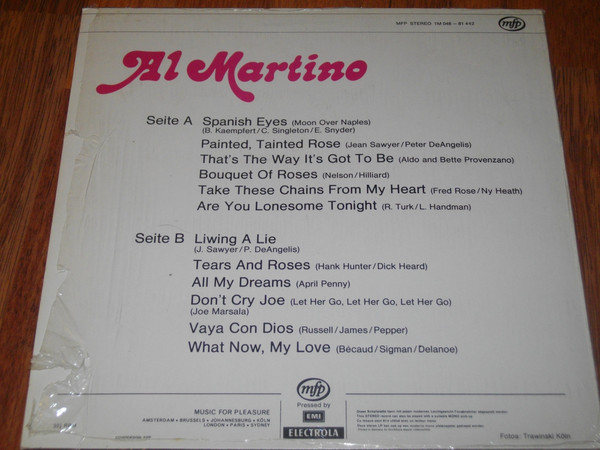 MFP STEREO 1M 048 - 91 442
mfp
Al Martino
Seite A Spanish Eyes (Moon Over Naples)
(B. Kaempfert/C. Singleton/E. Snyder)
Painted, Tainted Rose (Jean Sawyer/Peter DeAngelis)
That's The Way It's Got To Be (Aldo and Bette Provenzano)
Bouquet Of Roses (Nelson/Hilliard)
Take These Chains From My Heart (Fred Rose/Ny Heath)
Are You Lonesome Tonight (R. Turk/L. Handman)
Seite B Liwing A Lie
(J. Sawyer/P. DeAngelis)
Tears And Roses (Hank Hunter/Dick Heard)
All My Dreams (April Penny)
Don't Cry Joe (Let Her Go, Let Her Go, Let Her Go)
(Joe Marsala)
Vaya Con Dios (Russell/James/Pepper)
What Now, My Love (Bécaud/Sigman/Delanoe)
mfp
Pressed by
EMI
ELECTROLA
MUSIC FOR PLEASURE
AMSTERDAM • BRUSSELS • JOHANNESBURG • KÖLN
LONDON • PARIS • SYDNEY
Fotos: Trawinski Köln